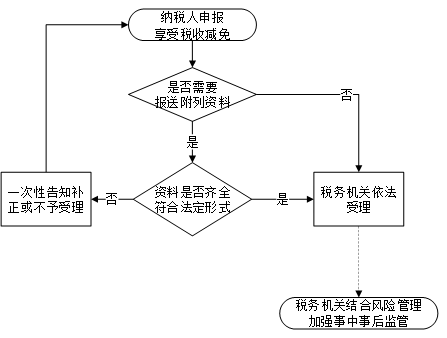 纳税人申报
享受税收减免
是否需要
报送附列资料
否
是
一次性告知补
正或不予受理
否
资料是否齐全
符合法定形式
是
税务机关依法
受理
税务机关结合风险管理
加强事中事后监管